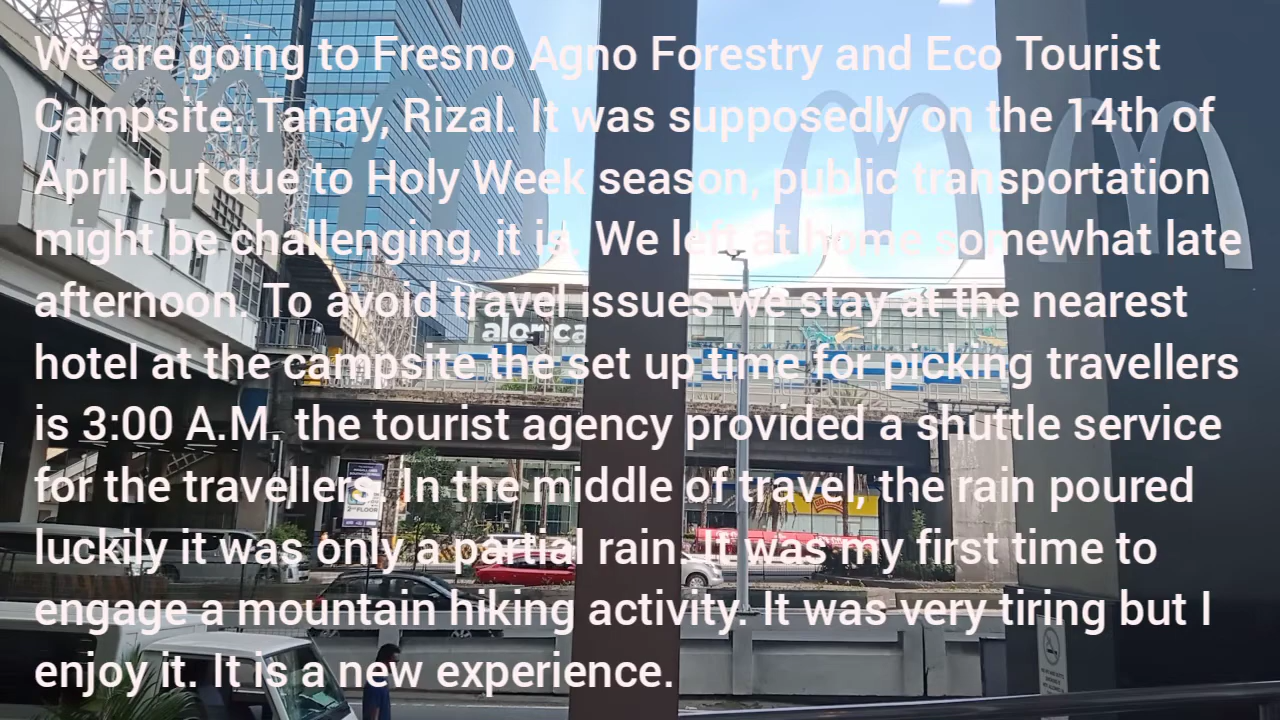 We are going to Fresno Agno Forestry and Eco Tourist
Campsite. Tanay, Rizal. It was supposedly on the 14th of
April but due to Holy Week season, public transportation
might be challenging, it is. We left at home somewhat late
afternoon. To avoid travel issues we stay at the nearest
hotel at the campsite the set up time for picking travellers
is 3:00 A.M. the tourist agency provided a shuttle service
for the travellers. In the middle of travel, the rain poured
luckily it was only a partial rain. It was my first time to
engage a mountain hiking activity. It was very tiring but I
enjoy it. It is a new experience.
alorica
2ND FLOOR